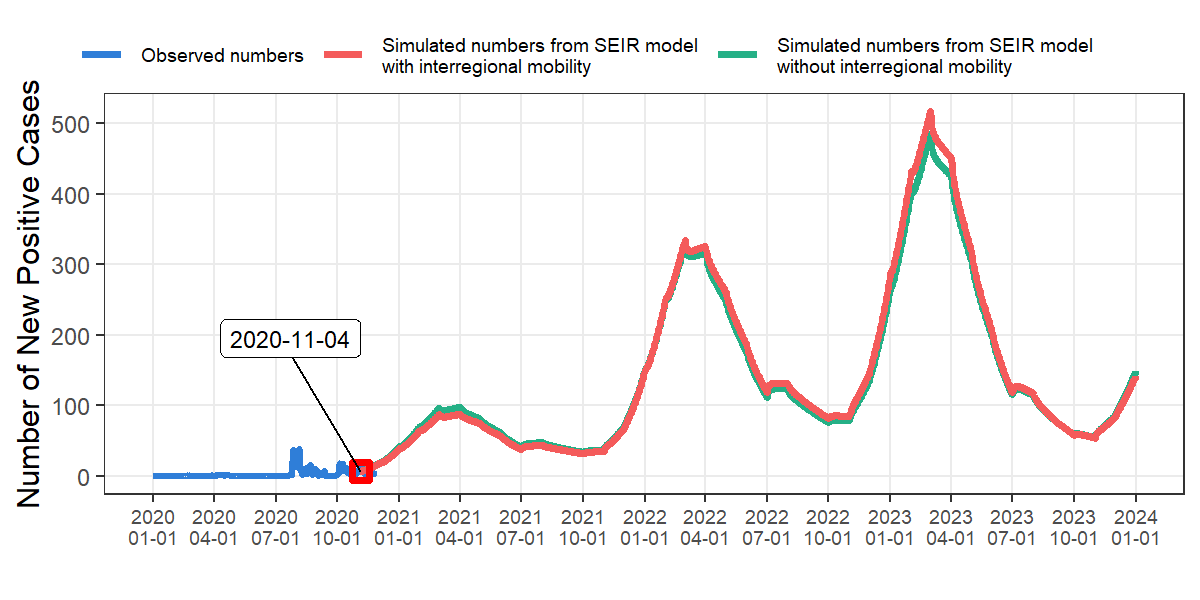 Observed numbers
Simulated numbers from SEIR model
with interregional mobility
Simulated numbers from SEIR model
without interregional mobility
Number of New Positive Cases
500
400
300
200
100
0
2020-11-04
2020 2020 2020 2020 2021 2021 2021 2021 2022 2022 2022 2022 2023 2023 2023 2023 2024
01-01 04-01 07-01 10-01 01-01 04-01 07-01 10-01 01-01 04-01 07-01 10-01 01-01 04-01 07-01 10-01 01-01